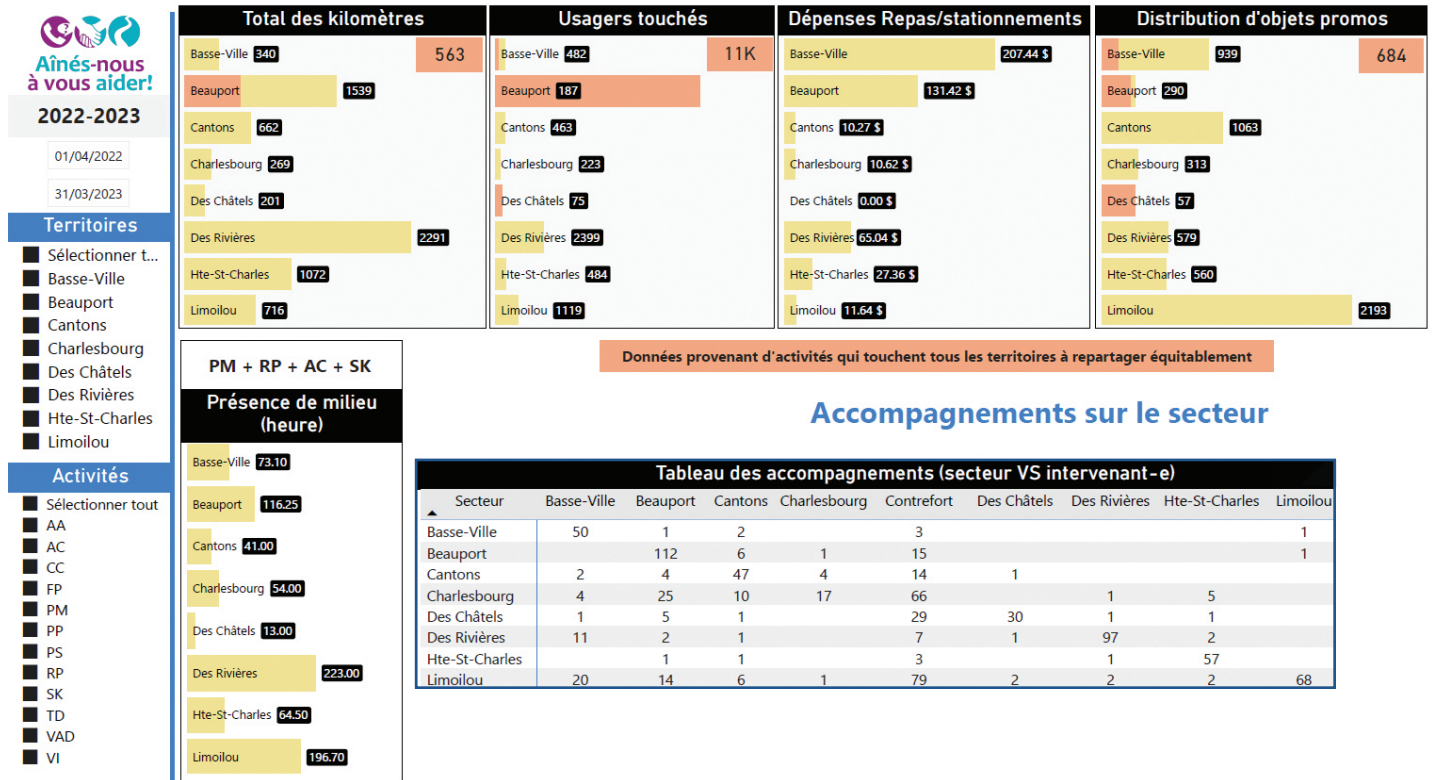 Aînés-nous
à vous aider!
2022-2023
01/04/2022
31/03/2023
Territoires
Sélectionner t...
Basse-Ville
Beauport
Cantons
Charlesbourg
Des Châtels
Des Rivières
Hte-St-Charles
Limoilou
Activités
Sélectionner tout
AA
AC
CC
FP
PM
PP
PS
RP
SK
TD
VAD
VI
Total des kilomètres
563
Basse-Ville 340
Beauport 1539
Cantons 662
Charlesbourg 269
Des Châtels 201
Des Rivières 2291
Hte-St-Charles 1072
Limoilou 716
Usagers touchés
11K
Basse-Ville 482
Beauport 187
Cantons 463
Charlesbourg 223
Des Châtels 75
Des Rivières 2399
Hte-St-Charles 484
Limoilou 1119
Dépenses Repas/stationnements
Basse-Ville 207.44 $
Beauport 131.42 $
Cantons 10.27 $
Charlesbourg 10.62 $
Des Châtels 0.00 $
Des Rivières 65.04 $
Hte-St-Charles 27.36 $
Limoilou 11.64 $
Distribution d'objets promos
684
Basse-Ville 939
Beauport 290
Cantons 1063
Charlesbourg 313
Des Châtels 57
Des Rivières 579
Hte-St-Charles 560
Limoilou 2193
Données provenant d'activités qui touchent tous les territoires à repartager équitablement
PM + RP + AC + SK
Présence de milieu
(heure)
Basse-Ville 73.10
Beauport 116.25
Cantons 41.00
Charlesbourg 54.00
Des Châtels 13.00
Des Rivières 223.00
Hte-St-Charles 64.50
Limoilou 196.70
Accompagnements sur le secteur
Tableau des accompagnements (secteur VS intervenant-e)
Secteur Basse-Ville Beauport Cantons Charlesbourg Contrefort Des Châtels Des Rivières Hte-St-Charles Limoilou
Basse-Ville 50 1 2 3 1
Beauport 112 6 1 15 1
Cantons 2 4 47 4 14 1
Charlesbourg 4 25 10 17 66 1 5
Des Châtels 1 5 1 29 30 1 1
Des Rivières 11 2 1 7 1 97 2
Hte-St-Charles 1 1 3 1 57
Limoilou 20 14 6 1 79 2 2 2 68